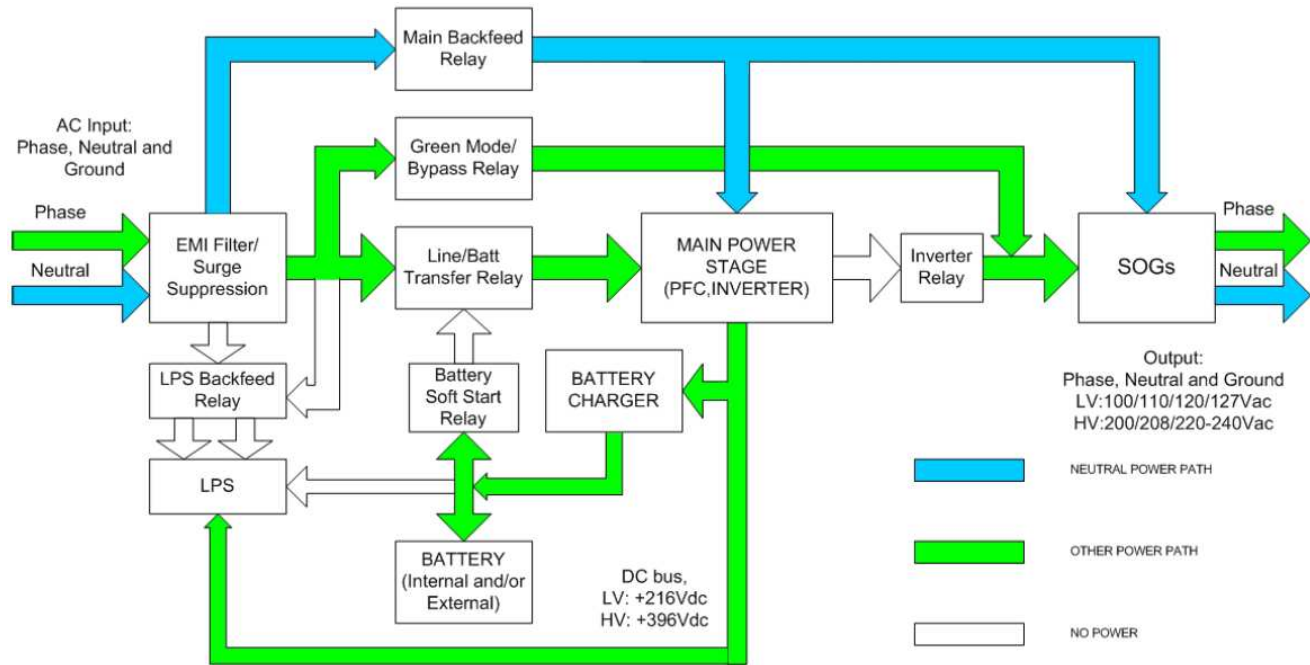 Main Backfeed
Relay
AC Input:
Phase, Neutral and
Ground
Green Mode/
Bypass Relay
Phase
Neutral
EMI Filter/
Surge
Suppression
Line/Batt
Transfer Relay
MAIN POWER
STAGE
(PFC,INVERTER)
Inverter
Relay
SOGs
Phase
Neutral
LPS Backfeed
Relay
Battery
Soft Start
Relay
BATTERY
CHARGER
Output:
Phase, Neutral and Ground
LV:100/110/120/127Vac
HV:200/208/220-240Vac
LPS
NEUTRAL POWER PATH
BATTERY
(Internal and/or
External)
DC bus,
LV: +216Vdc
HV: +396Vdc
OTHER POWER PATH
NO POWER